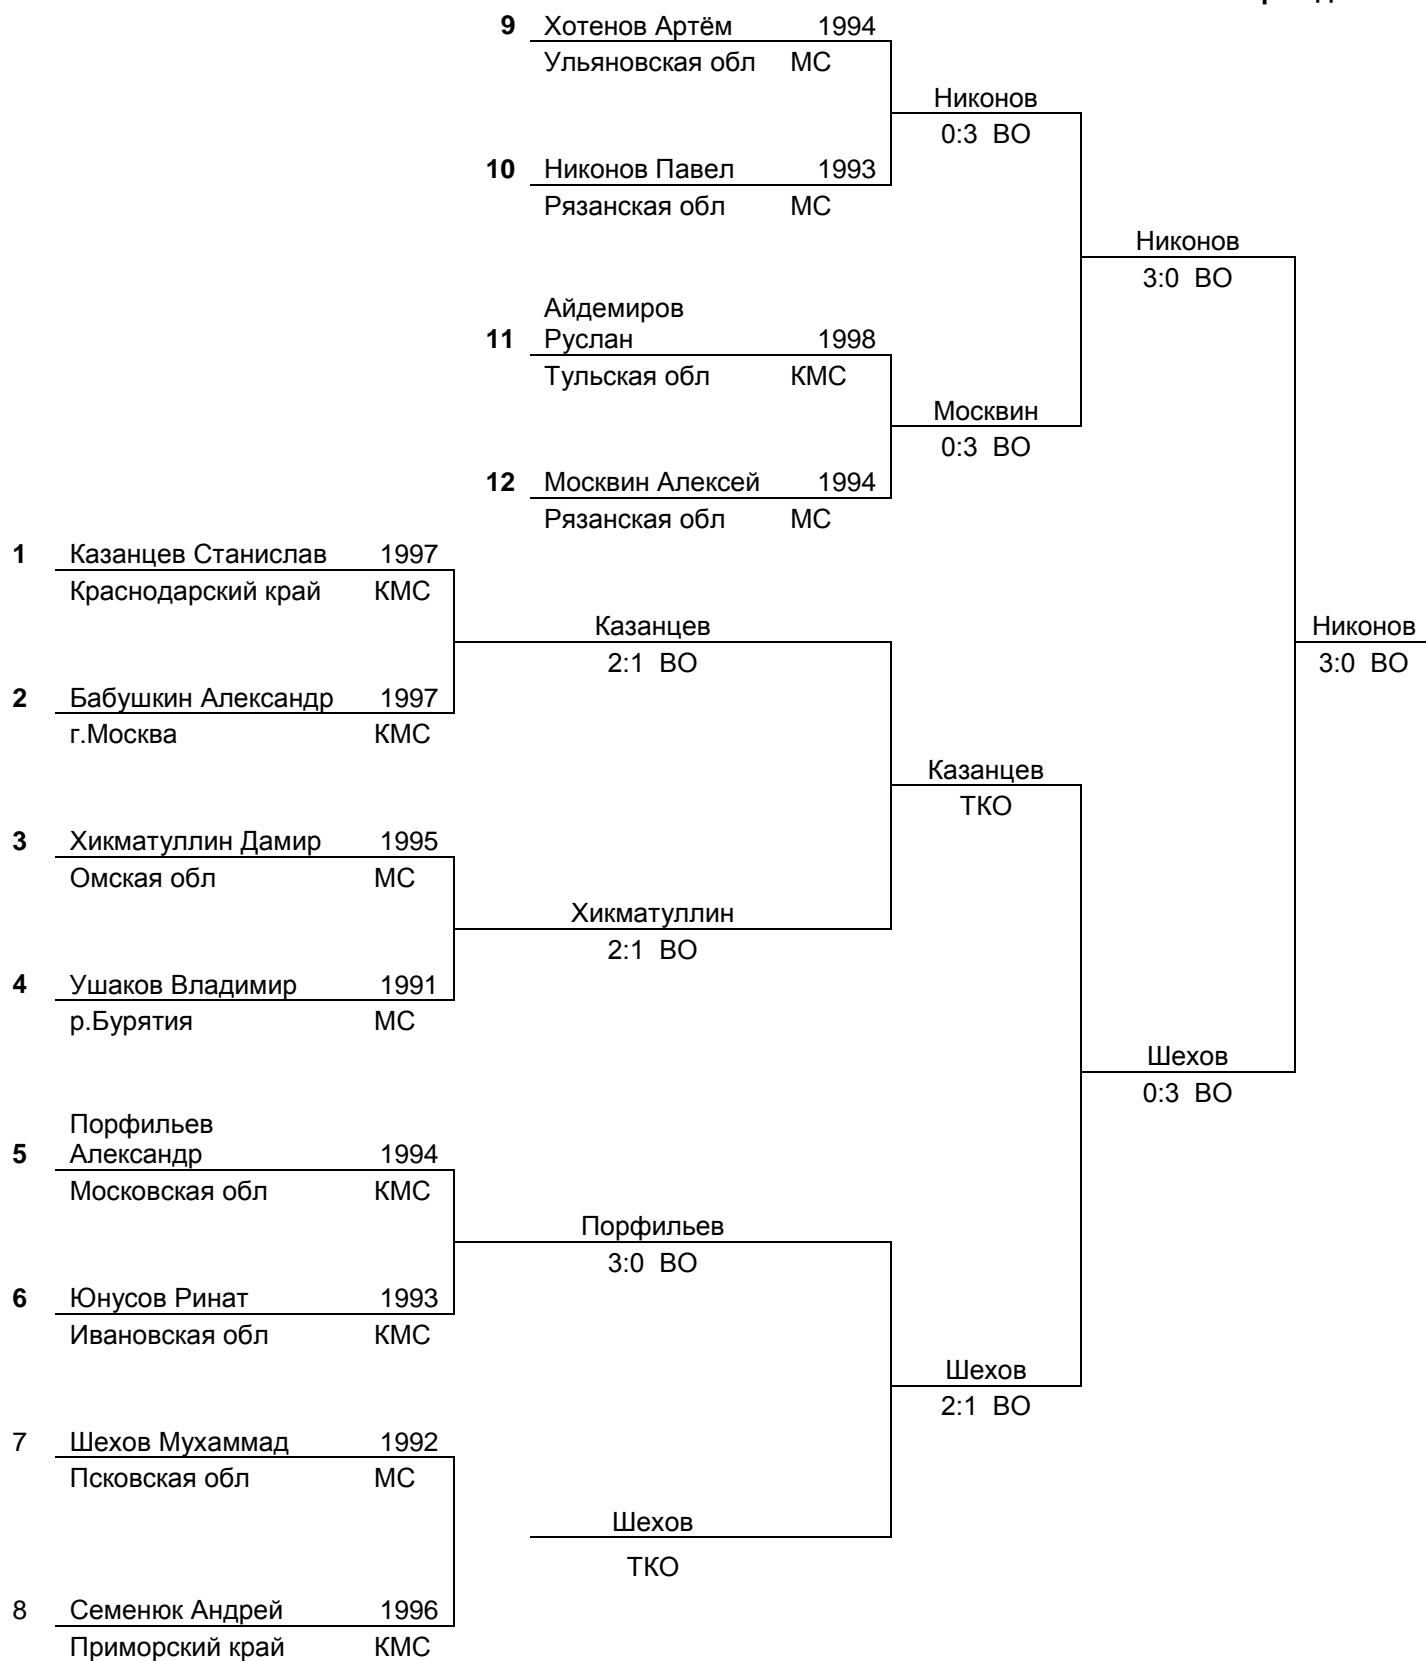 9 Хотенов Артём 1994
Ульяновская обл МС
Никонов
0:3 ВО
10 Никонов Павел 1993
Рязанская обл МС
Никонов
3:0 ВО
Айдемиров
11 Руслан 1998
Тульская обл КМС
Москвин
0:3 ВО
12 Москвин Алексей 1994
Рязанская обл МС
1 Казанцев Станислав 1997
Краснодарский край КМС
Казанцев
2:1 ВО
Никонов
3:0 ВО
2 Бабушкин Александр 1997
г.Москва КМС
Казанцев
ТКО
3 Хикматуллин Дамир 1995
Омская обл МС
Хикматуллин
2:1 ВО
4 Ушаков Владимир 1991
р.Бурятия МС
Шехов
0:3 ВО
Порфильев
5 Александр 1994
Московская обл КМС
Порфильев
3:0 ВО
6 Юнусов Ринат 1993
Ивановская обл КМС
Шехов
2:1 ВО
7 Шехов Мухаммад 1992
Псковская обл МС
Шехов
ТКО
8 Семенюк Андрей 1996
Приморский край КМС